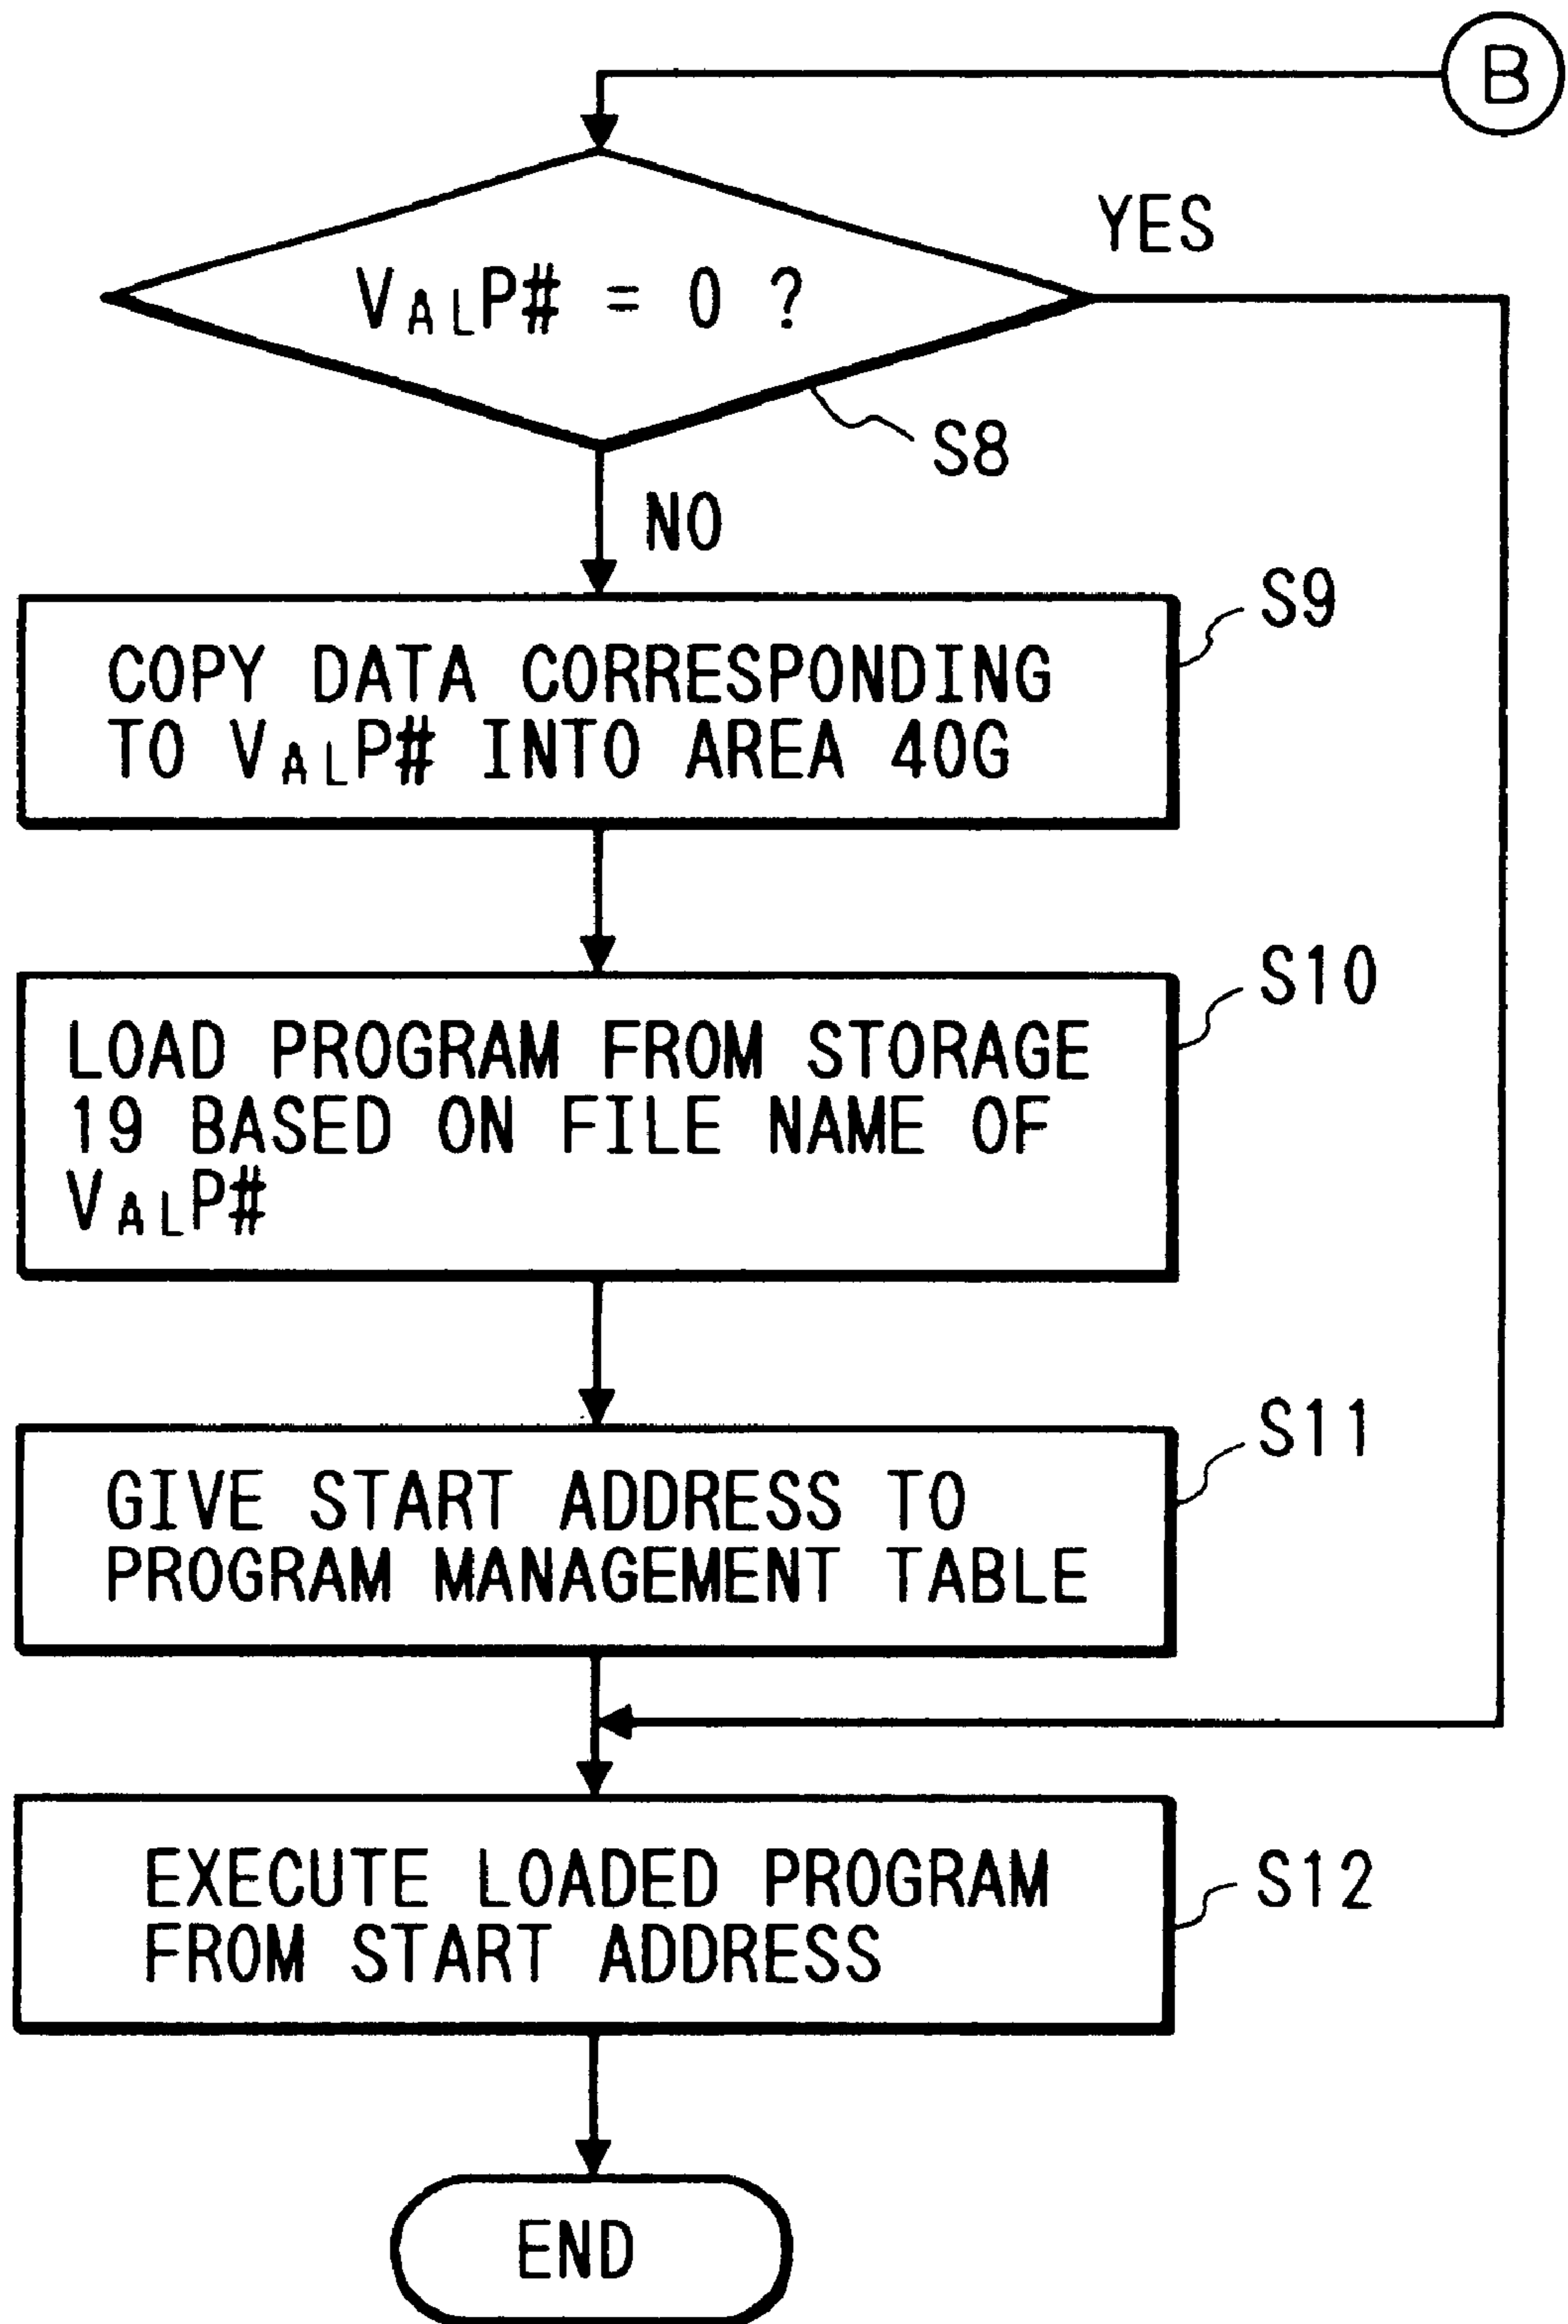 B
YES
VALP# = 0 ?
S8
NO
S9
COPY DATA CORRESPONDING
TO VALP# INTO AREA 40G
S10
LOAD PROGRAM FROM STORAGE
19 BASED ON FILE NAME OF
VALP#
S11
GIVE START ADDRESS TO
PROGRAM MANAGEMENT TABLE
S12
EXECUTE LOADED PROGRAM
FROM START ADDRESS
END